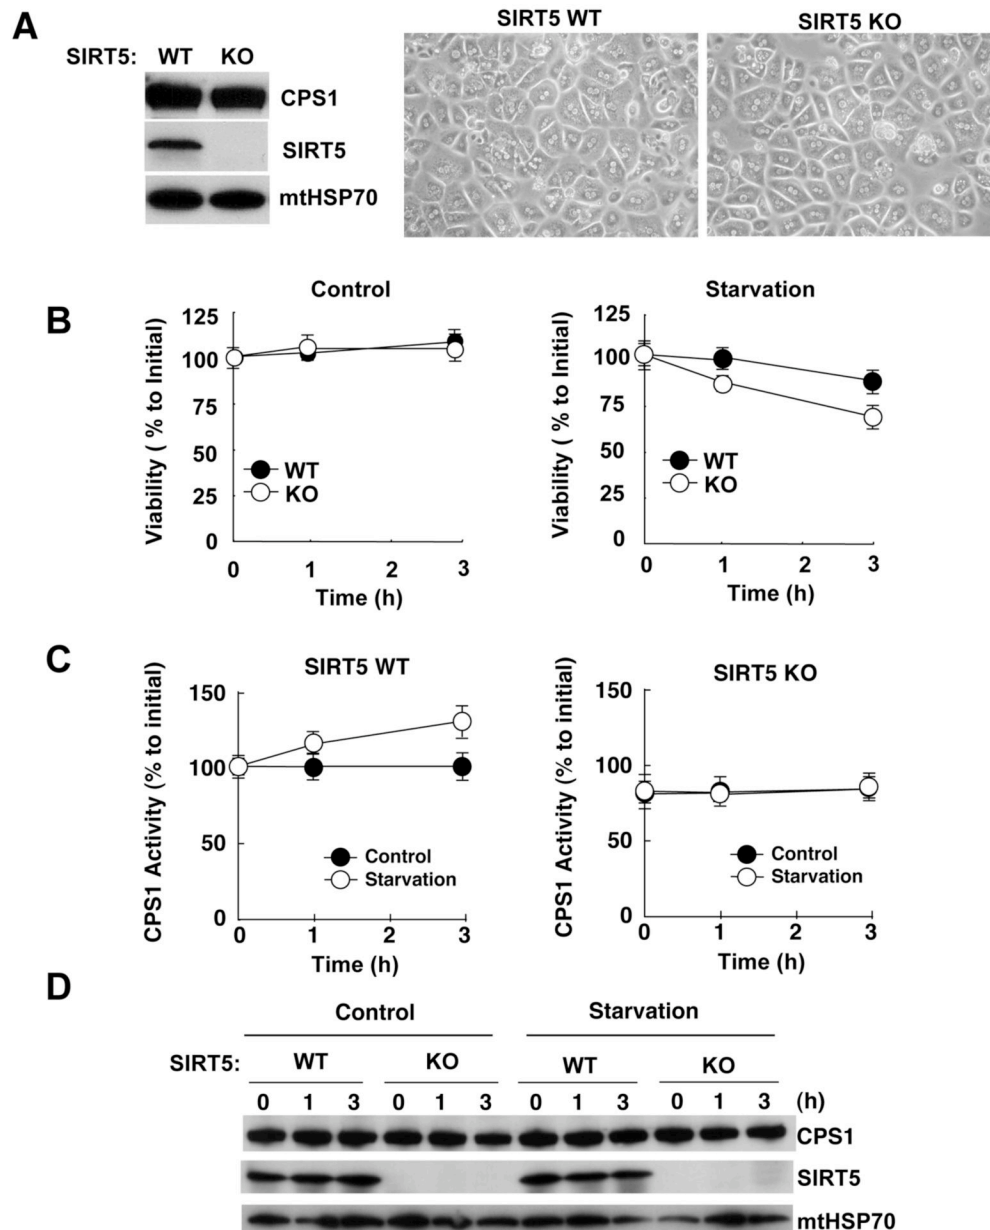 A
SIRT5: WT KO
CPS1
SIRT5
mtHSP70
SIRT5 WT
SIRT5 KO
B
Control
Viability ( % to Initial)
125
100
75
50
25
0
WT
KO
0 1 2 3
Time (h)
Starvation
Viability ( % to Initial)
125
100
75
50
25
0
WT
KO
0 1 2 3
Time (h)
C
SIRT5 WT
CPS1 Activity (% to initial)
150
100
50
0
Control
Starvation
0 1 2 3
Time (h)
SIRT5 KO
CPS1 Activity (% to initial)
150
100
50
0
Control
Starvation
0 1 2 3
Time (h)
D
Control Starvation
SIRT5: WT KO WT KO
0 1 3 0 1 3 0 1 3 0 1 3 (h)
CPS1
SIRT5
mtHSP70